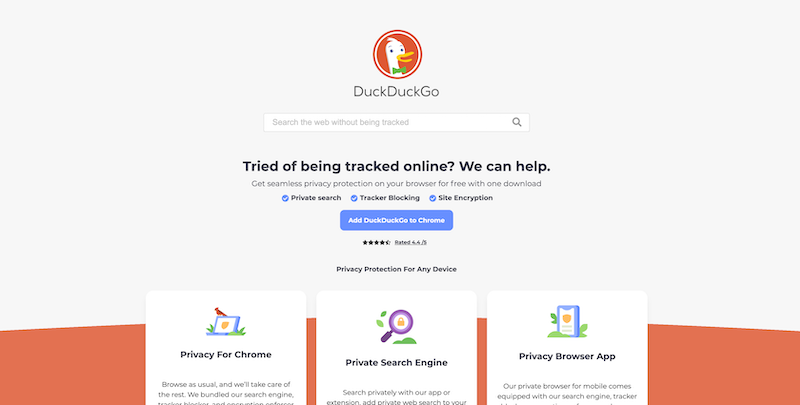 DuckDuckGo
Search the web without being tracked
Tried of being tracked online? We can help.
Get seamless privacy protection on your browser for free with one download
Private search Tracker Blocking Site Encryption
Add DuckDuckGo to Chrome
Rated 4.4 /5
Privacy Protection For Any Device
Privacy For Chrome
Browse as usual, and we'll take care of
the rest. We bundled our search engine,
tracker blocker, and encryption enforcer
Private Search Engine
Search privately with our app or
extension, add private web search to your
Privacy Browser App
Our private browser for mobile comes
equipped with our search engine, tracker